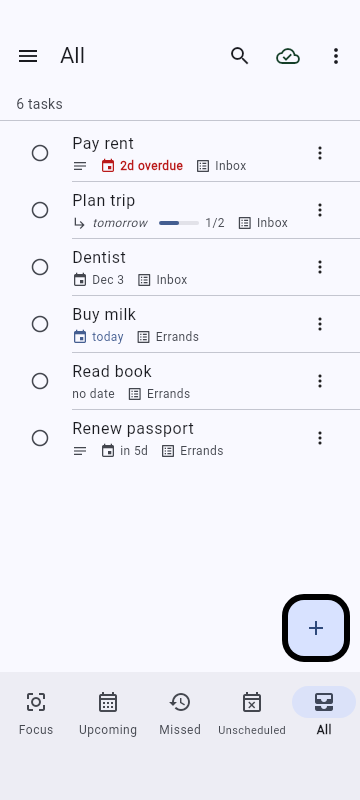 All
6 tasks
Pay rent
2d overdue Inbox
Plan trip
tomorrow 1/2 Inbox
Dentist
Dec 3 Inbox
Buy milk
today Errands
Read book
no date Errands
Renew passport
in 5d Errands
Focus Upcoming Missed Unscheduled All